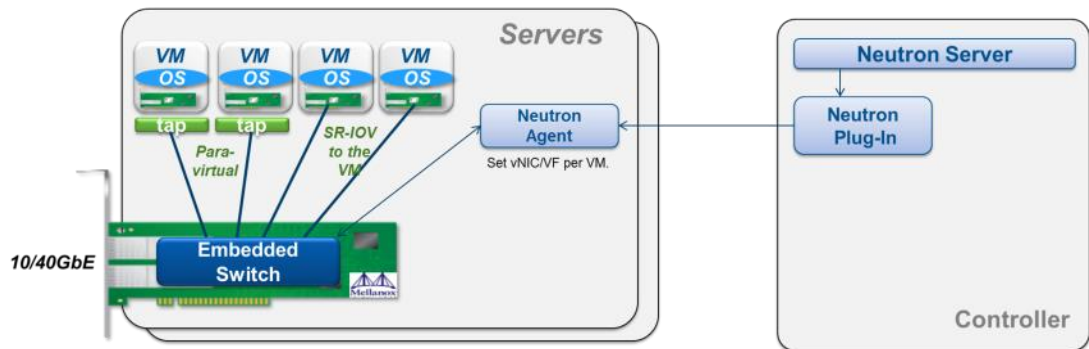 Servers
VM
OS
VM
OS
VM
OS
VM
OS
tap
tap
Para-
virtual
SR-IOV
to the
VM
Neutron
Agent
Set vNIC/VF per VM.
10/40GbE
Embedded
Switch
Mellanox
Neutron Server
Neutron
Plug-In
Controller